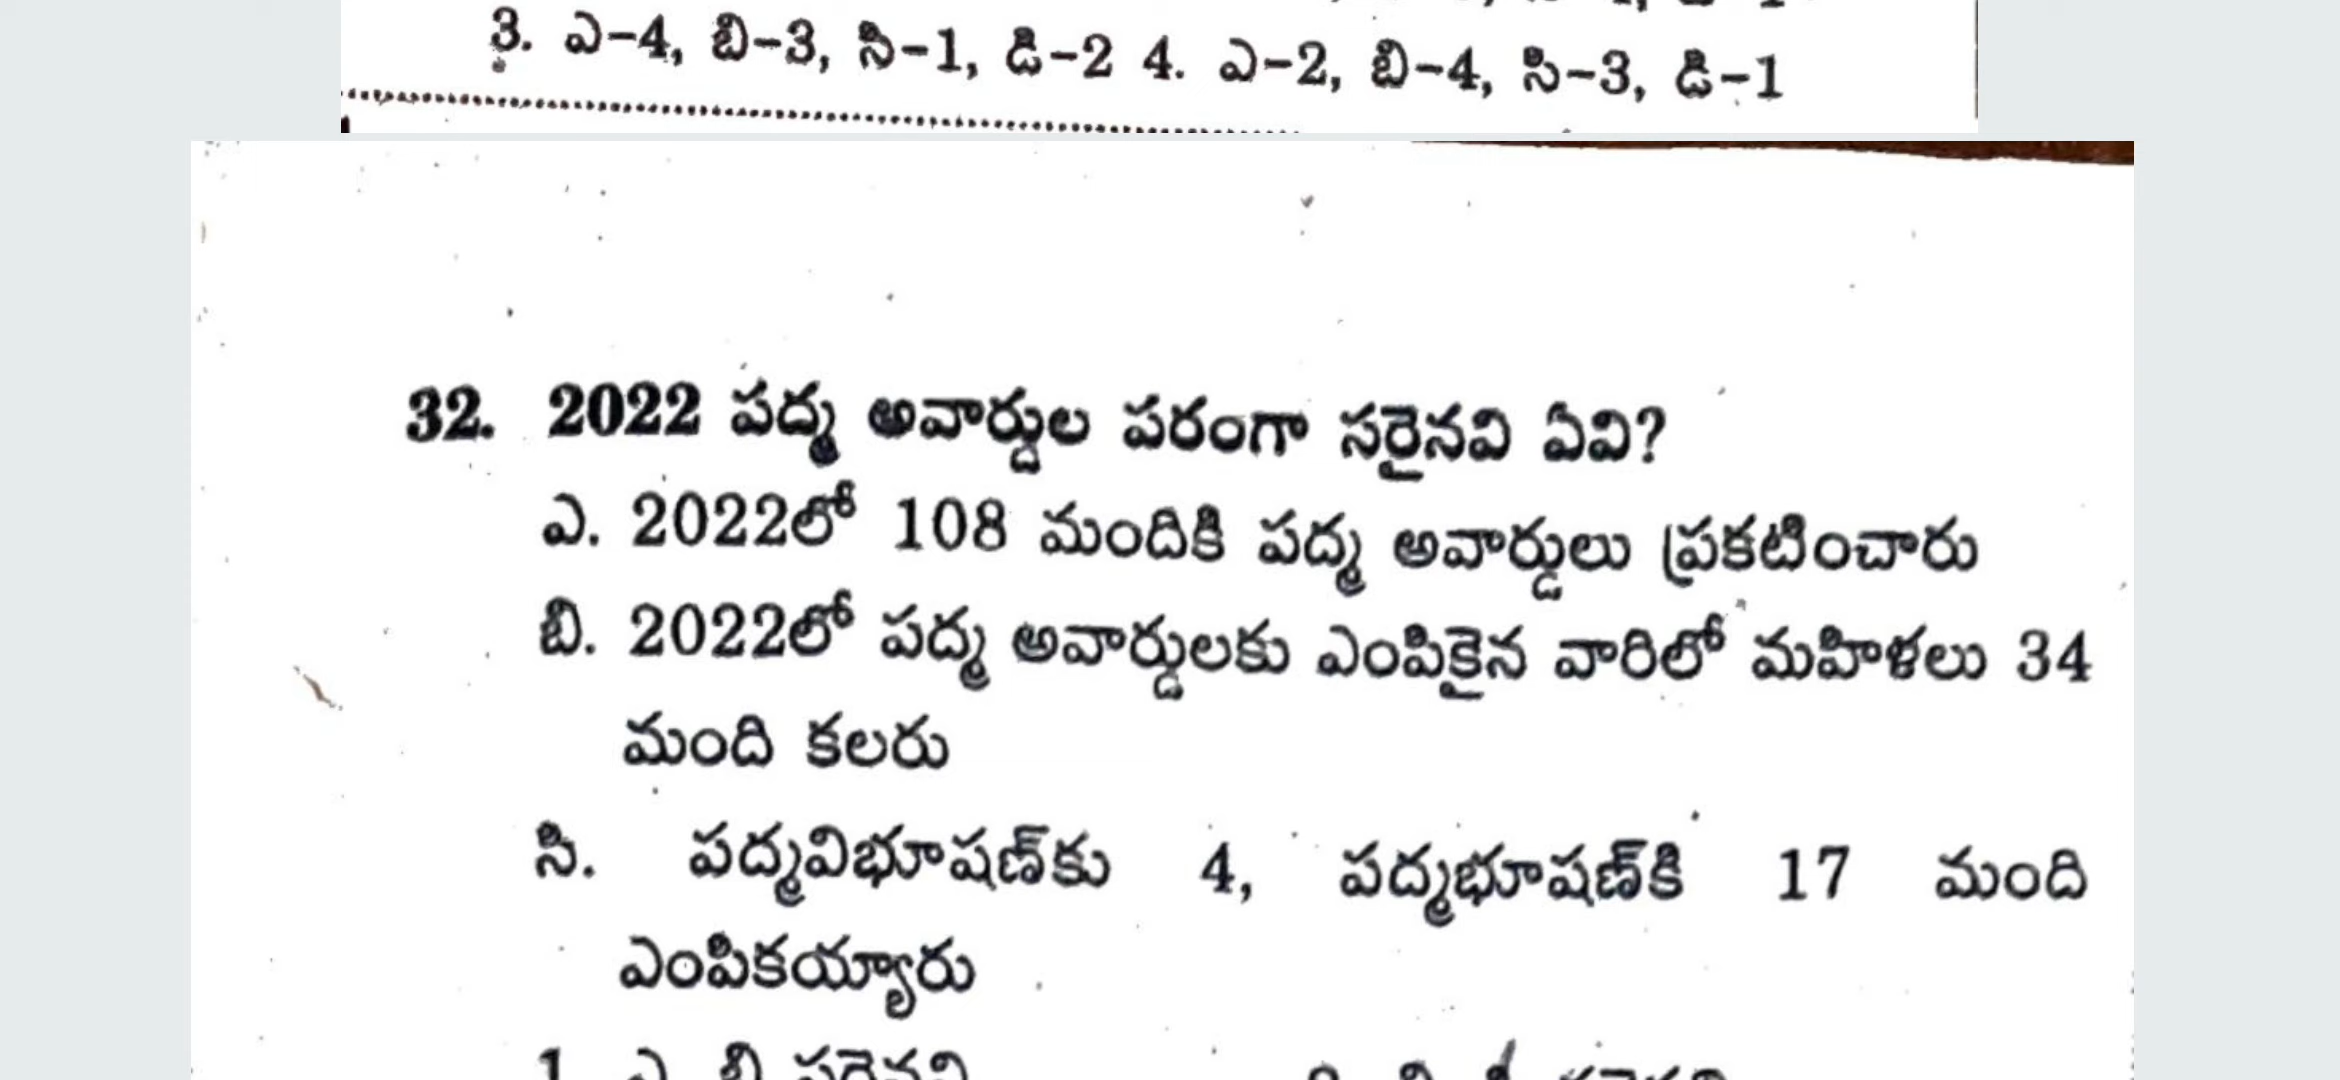 3. ఎ-4, బి-3, సి-1, డి-2 4. ఎ-2, బి-4, సి-3, డి-1
32. 2022 పద్మ అవార్డుల పరంగా సరైనవి ఏవి?
ఎ. 2022లో 108 మందికి పద్మ అవార్డులు ప్రకటించారు
బి. 2022లో పద్మ అవార్డులకు ఎంపికైన వారిలో మహిళలు 34
మంది కలరు
సి. పద్మవిభూషణ్‌కు 4, పద్మభూషణ్‌కి 17 మంది
ఎంపికయ్యారు